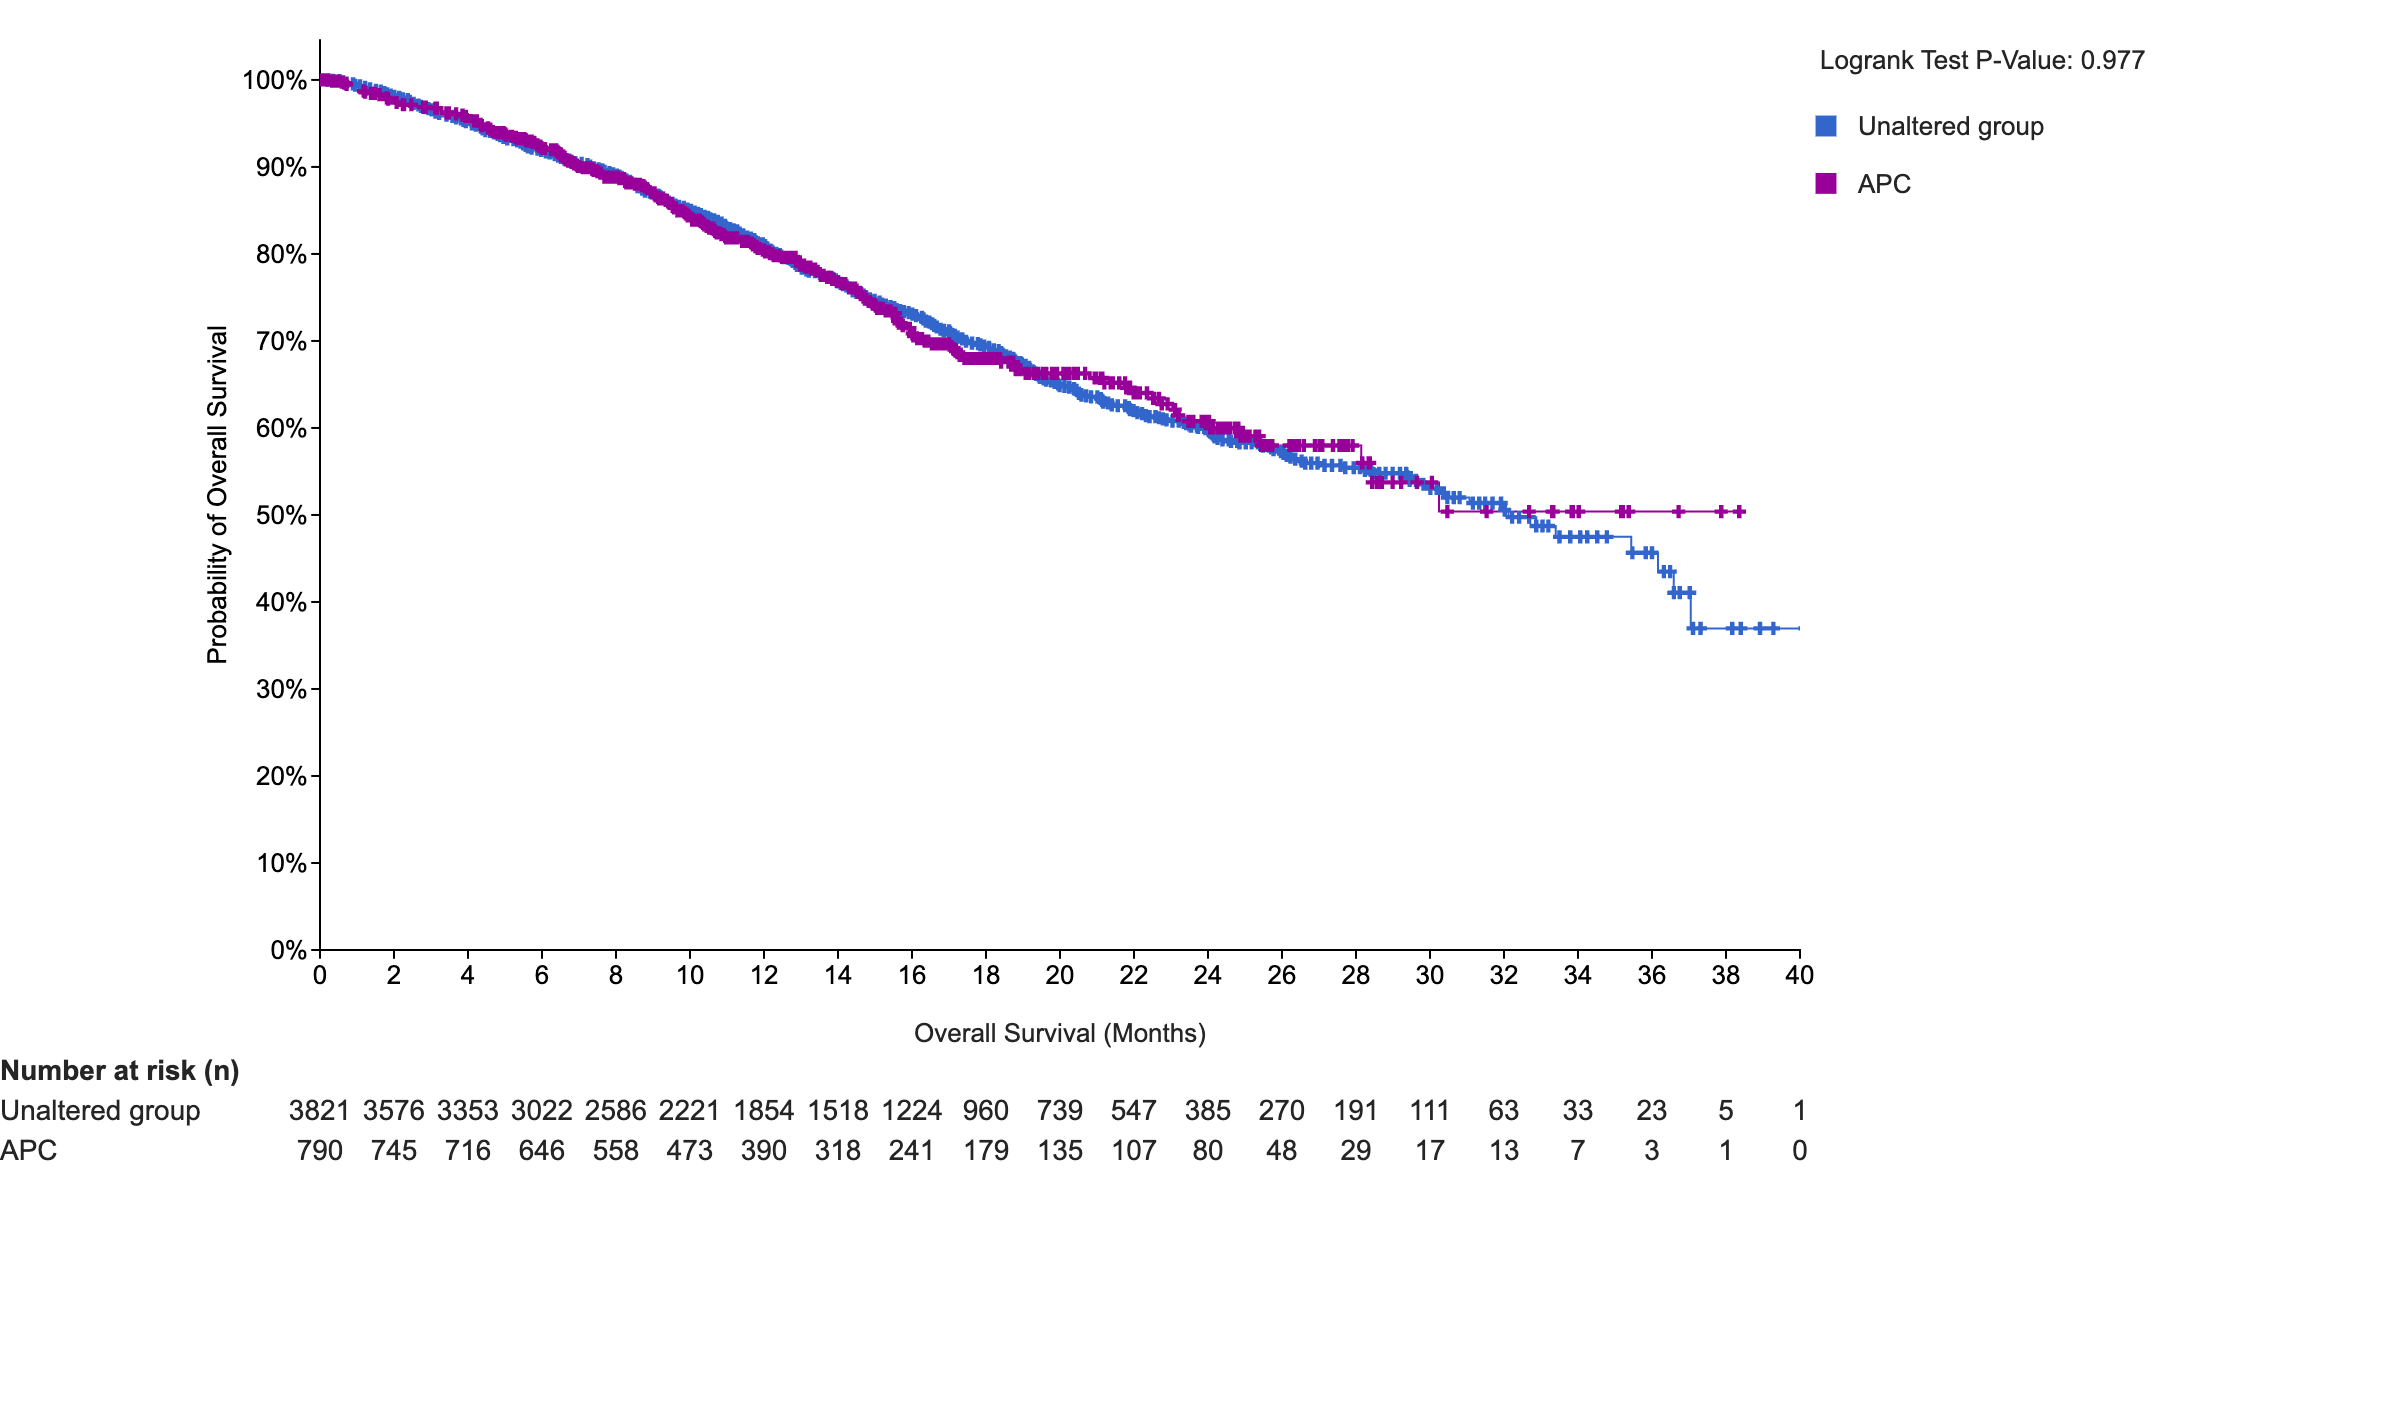 Logrank Test P-Value: 0.977
Unaltered group
APC
Probability of Overall Survival
100%
90%
80%
70%
60%
50%
40%
30%
20%
10%
0%
0 2 4 6 8 10 12 14 16 18 20 22 24 26 28 30 32 34 36 38 40
Overall Survival (Months)
Number at risk (n)
Unaltered group 3821 3576 3353 3022 2586 2221 1854 1518 1224 960 739 547 385 270 191 111 63 33 23 5 1
APC 790 745 716 646 558 473 390 318 241 179 135 107 80 48 29 17 13 7 3 1 0